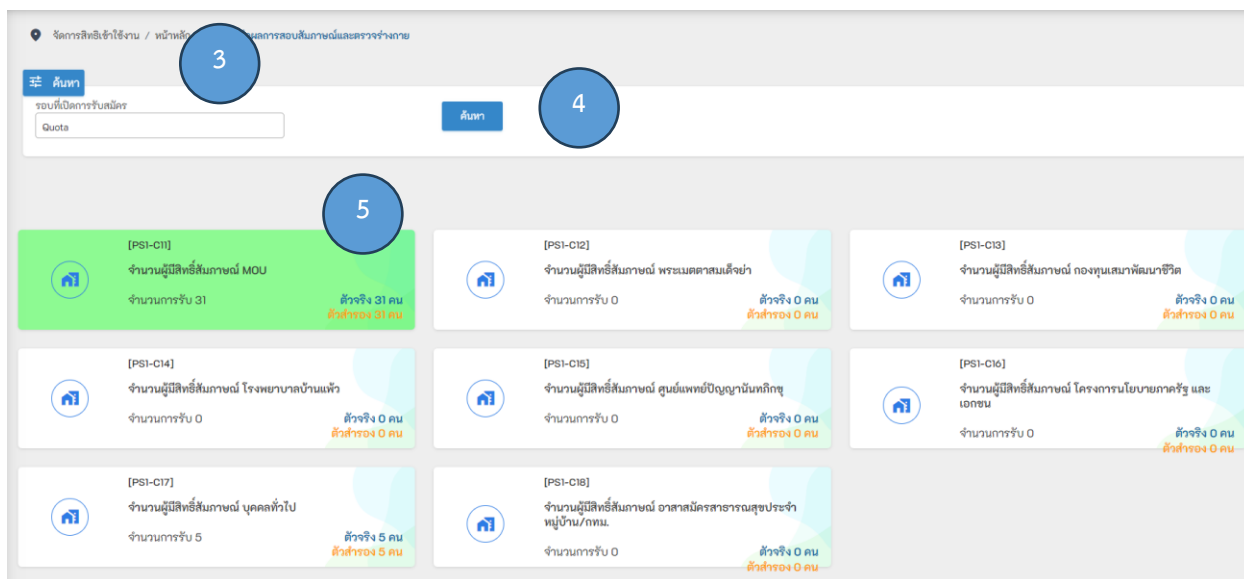 จัดการสิทธิเข้าใช้งาน / หน้าหลัก ผลการสอบสัมภาษณ์และตรวจร่างกาย
3
ค้นหา
รอบที่เปิดการรับสมัคร
Quota
ค้นหา
4
5
[PS1-C11]
จำนวนผู้มีสิทธิ์สัมภาษณ์ MOU
จำนวนการรับ 31
ตัวจริง 31 คน
ตัวสำรอง 31 คน
[PS1-C12]
จำนวนผู้มีสิทธิ์สัมภาษณ์ พระเมตตาสมเด็จย่า
จำนวนการรับ 0
ตัวจริง 0 คน
ตัวสำรอง 0 คน
[PS1-C13]
จำนวนผู้มีสิทธิ์สัมภาษณ์ กองทุนเสมาพัฒนาชีวิต
จำนวนการรับ 0
ตัวจริง 0 คน
ตัวสำรอง 0 คน
[PS1-C14]
จำนวนผู้มีสิทธิ์สัมภาษณ์ โรงพยาบาลบ้านแพ้ว
จำนวนการรับ 0
ตัวจริง 0 คน
ตัวสำรอง 0 คน
[PS1-C15]
จำนวนผู้มีสิทธิ์สัมภาษณ์ ศูนย์แพทย์ปัญญานันทภิกขุ
จำนวนการรับ 0
ตัวจริง 0 คน
ตัวสำรอง 0 คน
[PS1-C16]
จำนวนผู้มีสิทธิ์สัมภาษณ์ โครงการนโยบายภาครัฐ และ
เอกชน
จำนวนการรับ 0
ตัวจริง 0 คน
ตัวสำรอง 0 คน
[PS1-C17]
จำนวนผู้มีสิทธิ์สัมภาษณ์ บุคคลทั่วไป
จำนวนการรับ 5
ตัวจริง 5 คน
ตัวสำรอง 5 คน
[PS1-C18]
จำนวนผู้มีสิทธิ์สัมภาษณ์ อาสาสมัครสาธารณสุขประจำ
หมู่บ้าน/กทม.
จำนวนการรับ 0
ตัวจริง 0 คน
ตัวสำรอง 0 คน